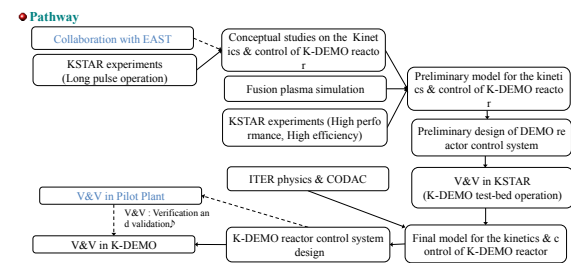 Pathway
Collaboration with EAST
KSTAR experiments
(Long pulse operation)
Conceptual studies on the Kinet
ics & control of K-DEMO reacto
r
Fusion plasma simulation
KSTAR experiments (High perfo
rmance, High efficiency)
Preliminary model for the kineti
cs & control of K-DEMO reacto
r
Preliminary design of DEMO re
actor control system
V&V in KSTAR
(K-DEMO test-bed operation)
ITER physics & CODAC
V&V in Pilot Plant
V&V : Verification an
d validation
V&V in K-DEMO
K-DEMO reactor control system
design
Final model for the kinetics & c
ontrol of K-DEMO reactor